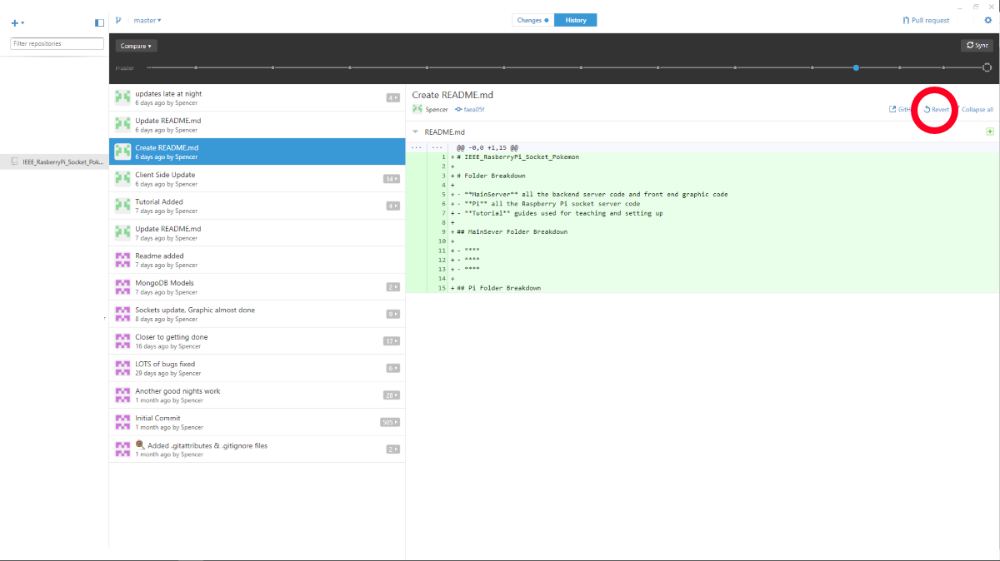 master
Changes
History
Pull request
Filter repositories
Compare
Sync
master
IEEE_RasberryPi_Socket_Pok...
updates late at night
6 days ago by Spencer
4
Update README.md
6 days ago by Spencer
Create README.md
6 days ago by Spencer
Client Side Update
6 days ago by Spencer
14
Tutorial Added
7 days ago by Spencer
4
Update README.md
7 days ago by Spencer
Readme added
7 days ago by Spencer
MongoDB Models
7 days ago by Spencer
2
Sockets update, Graphic almost done
8 days ago by Spencer
9
Closer to getting done
16 days ago by Spencer
17
LOTS of bugs fixed
29 days ago by Spencer
6
Another good nights work
1 month ago by Spencer
28
Initial Commit
1 month ago by Spencer
505
Added .gitattributes & .gitignore files
1 month ago by Spencer
2
Create README.md
Spencer faea05f
GitH
Revert
Collapse all
README.md
... ... @@ -0,0 +1,15 @@
1 + # IEEE_RasberryPi_Socket_Pokemon
2 +
3 + # Folder Breakdown
4 +
5 + - **MainServer** all the backend server code and front end graphic code
6 + - **Pi** all the Raspberry Pi socket server code
7 + - **Tutorial** guides used for teaching and setting up
8 +
9 + ## MainSever Folder Breakdown
10 +
11 + - ****
12 + - ****
13 + - ****
14 +
15 + ## Pi Folder Breakdown